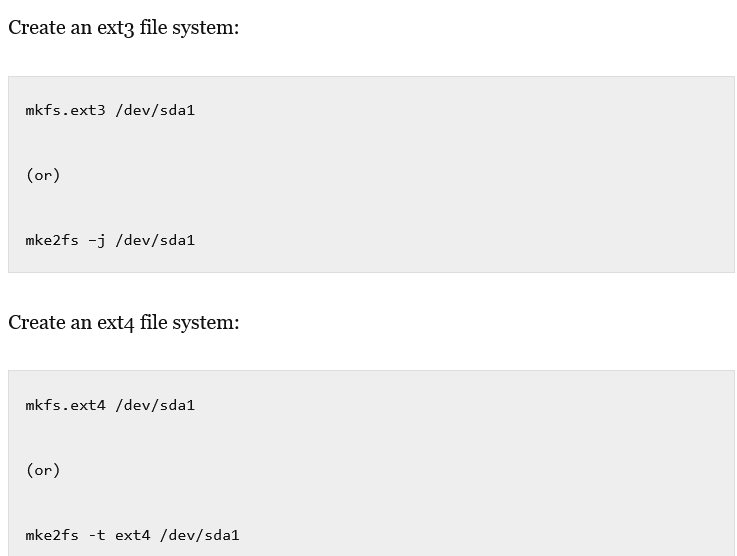 Create an ext3 file system:
mkfs.ext3 /dev/sda1
(or)
mke2fs –j /dev/sda1
Create an ext4 file system:
mkfs.ext4 /dev/sda1
(or)
mke2fs -t ext4 /dev/sda1